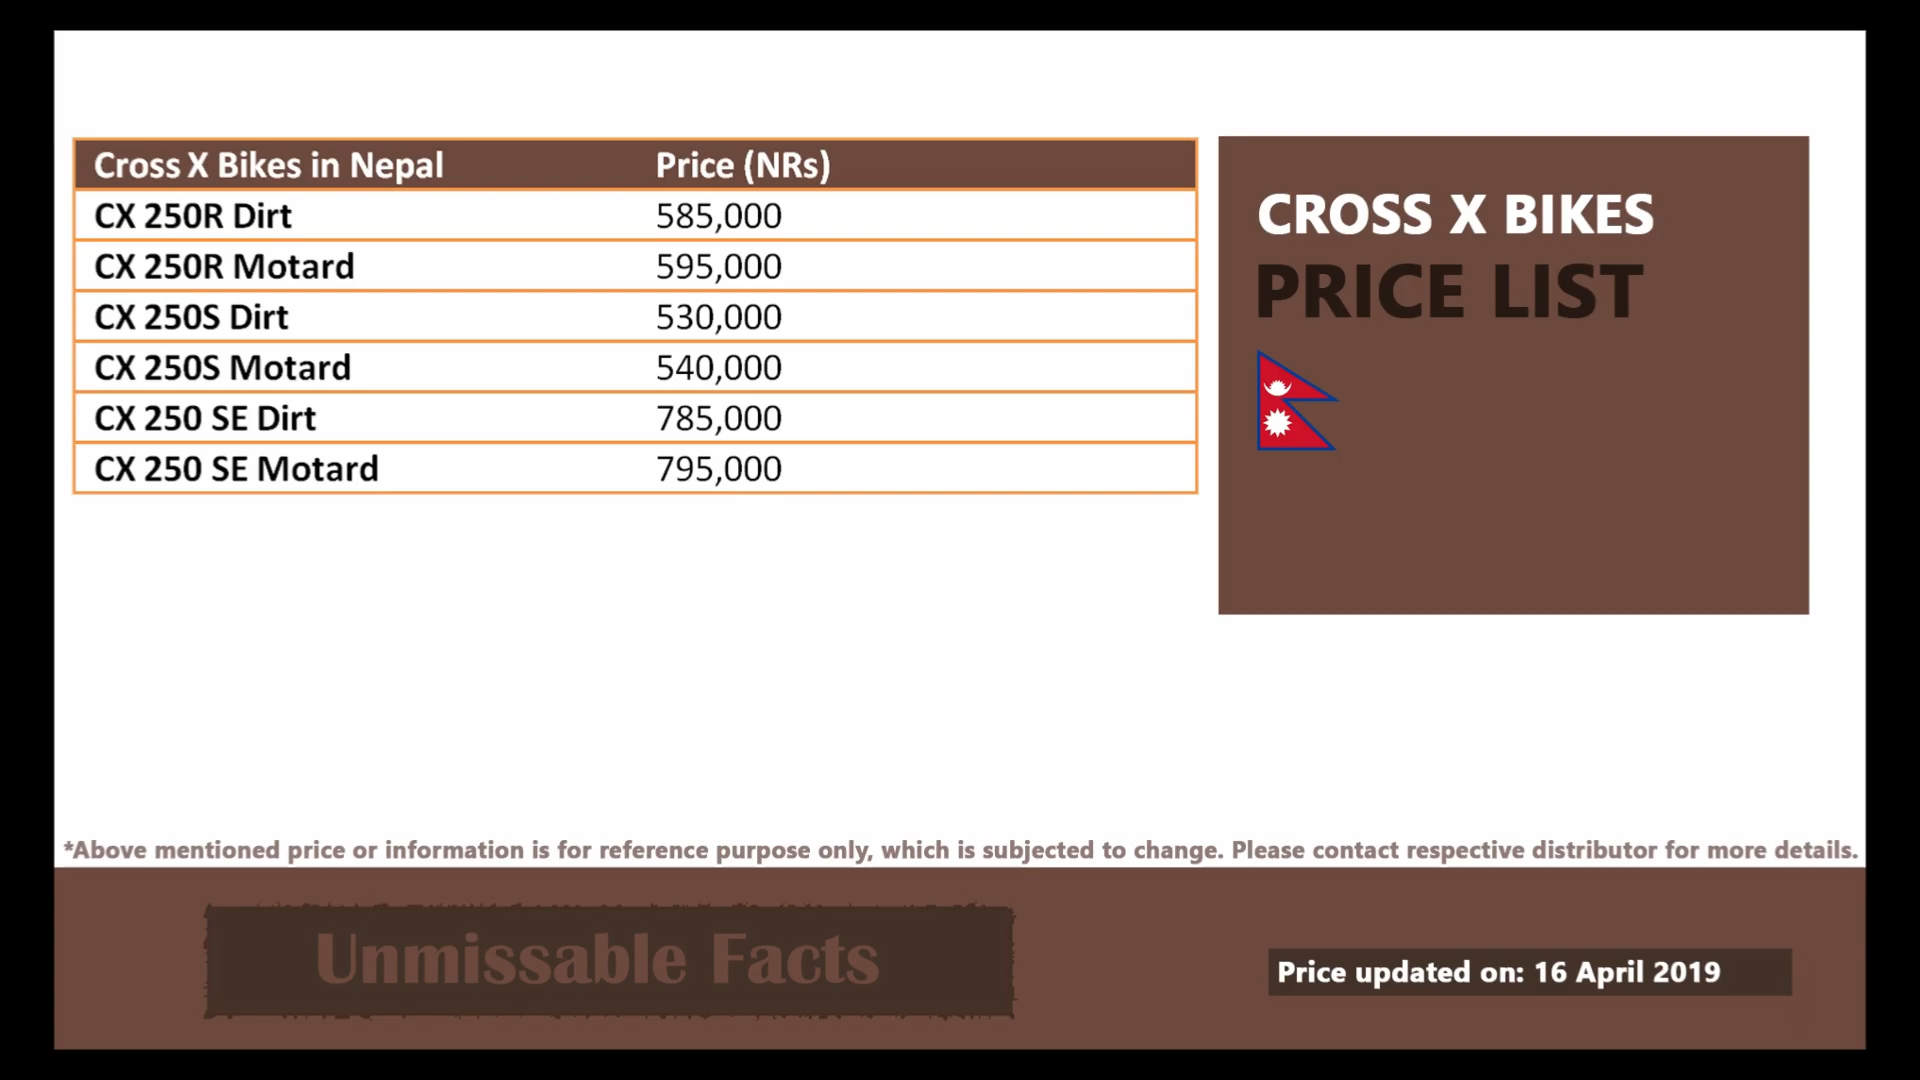 Cross X Bikes in Nepal Price (NRs)
CX 250R Dirt 585,000
CX 250R Motard 595,000
CX 250S Dirt 530,000
CX 250S Motard 540,000
CX 250 SE Dirt 785,000
CX 250 SE Motard 795,000
CROSS X BIKES
PRICE LIST
*Above mentioned price or information is for reference purpose only, which is subjected to change. Please contact respective distributor for more details.
Unmissable Facts
Price updated on: 16 April 2019